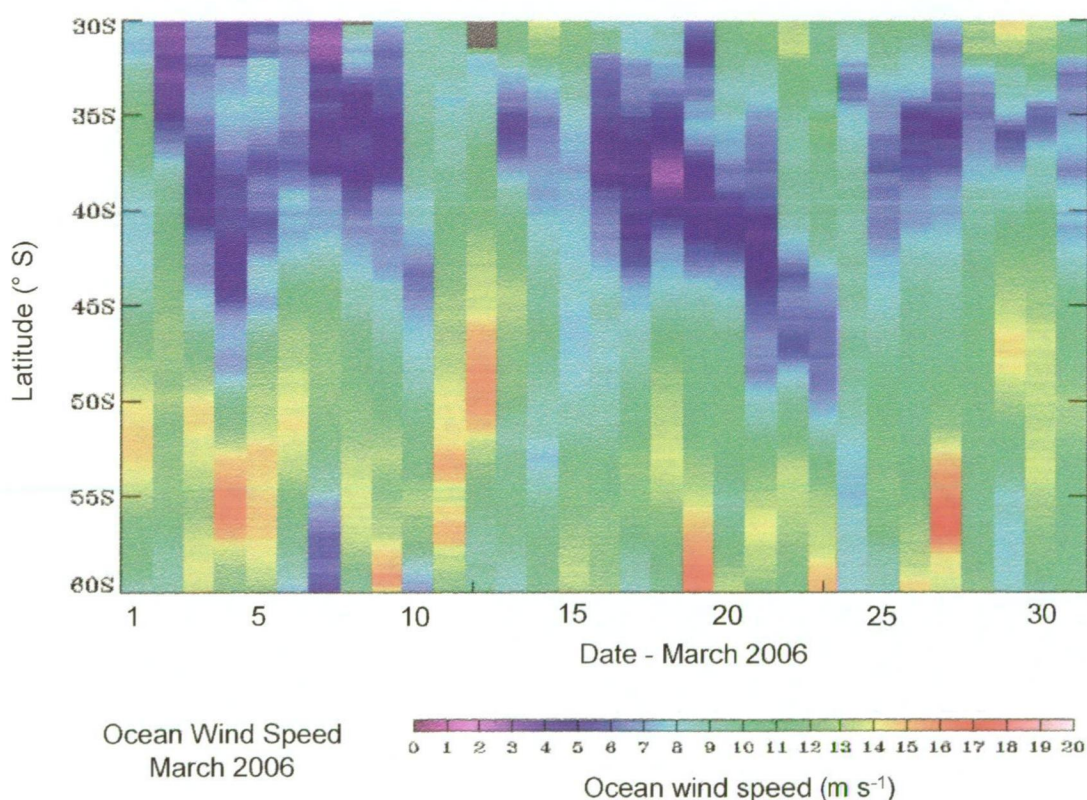 30S
35S
40S
45S
50S
55S
60S
Latitude (° S)
1 5 10 15 20 25 30
Date - March 2006
Ocean Wind Speed
March 2006
0 1 2 3 4 5 6 7 8 9 10 11 12 13 14 15 16 17 18 19 20
Ocean wind speed (m s⁻¹)